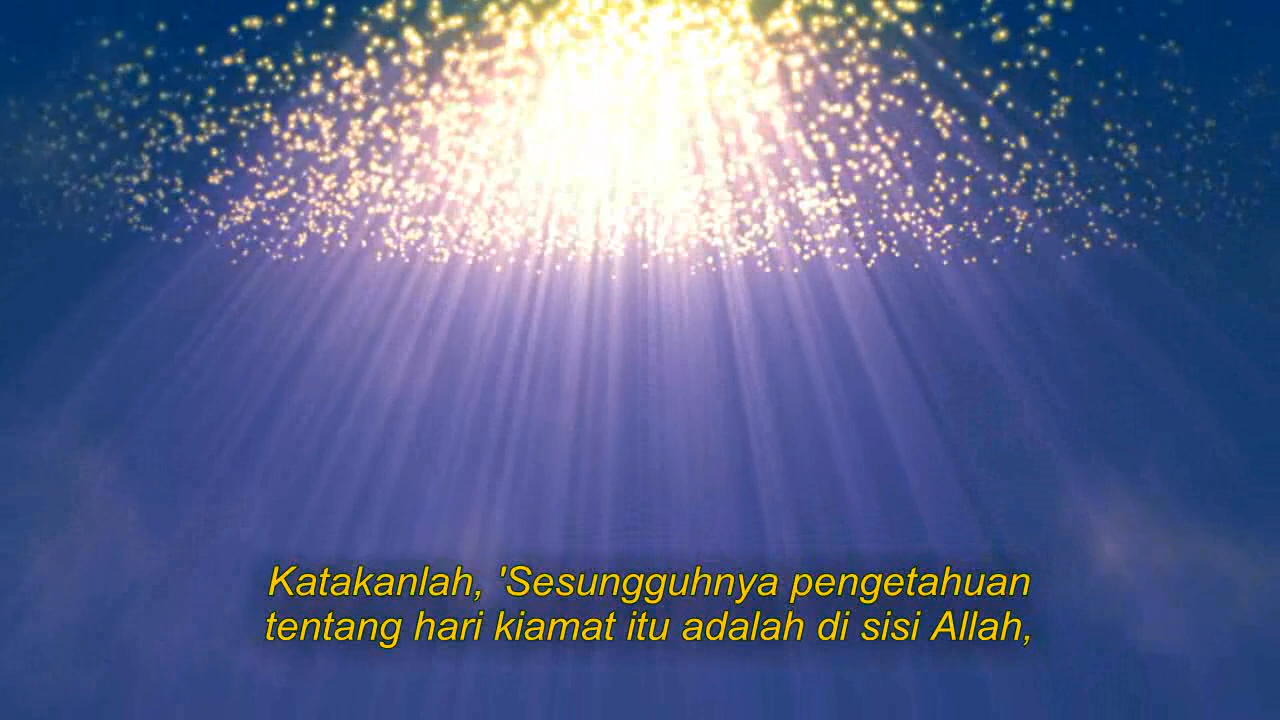 Katakanlah, 'Sesungguhnya pengetahuan
tentang hari kiamat itu adalah di sisi Allah,